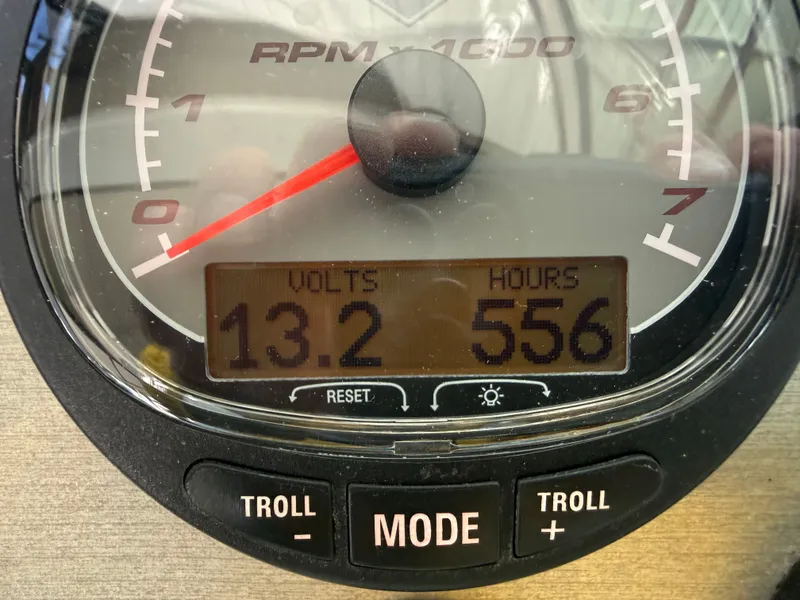 RPM x 1000
1 6
0 7
VOLTS HOURS
13.2 556
RESET
TROLL - MODE TROLL +